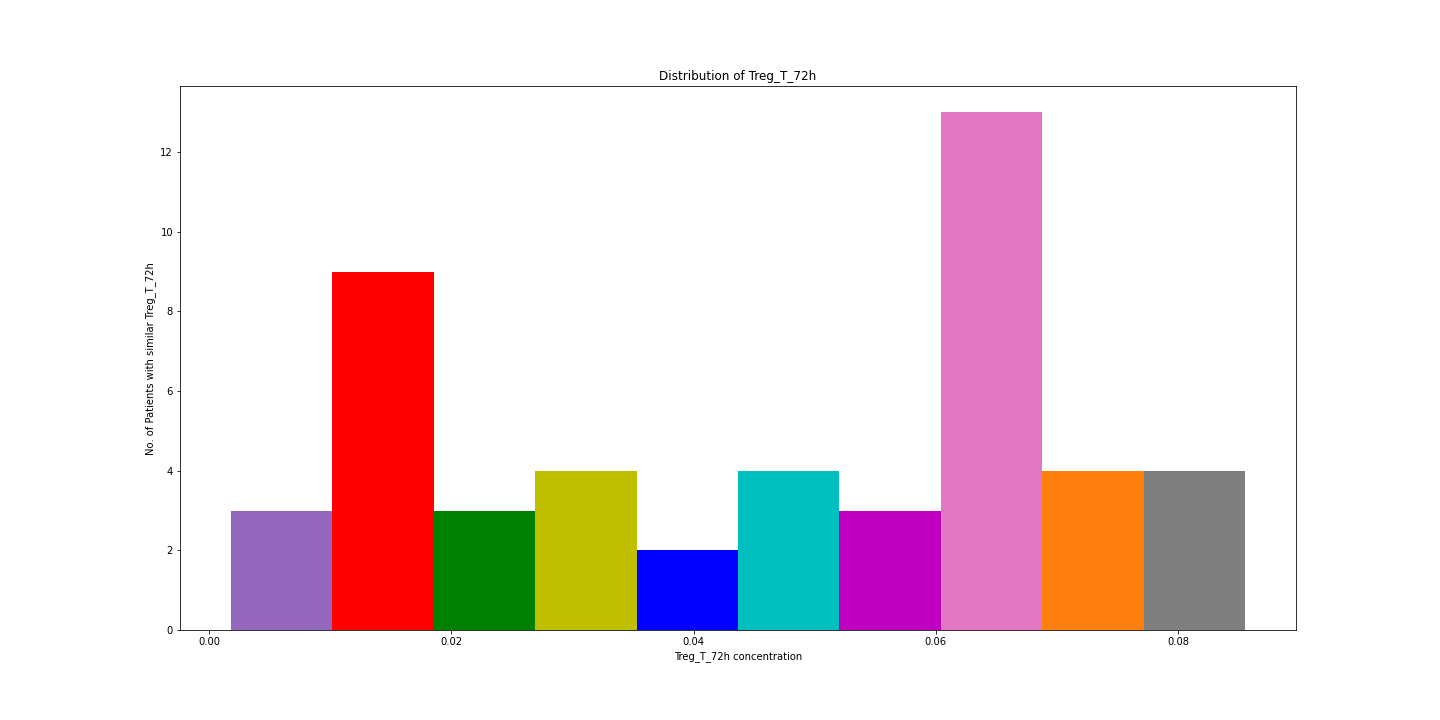 Distribution of Treg_T_72h
12
10
8
6
4
2
0
No. of Patients with similar Treg_T_72h
0.00 0.02 0.04 0.06 0.08
Treg_T_72h concentration